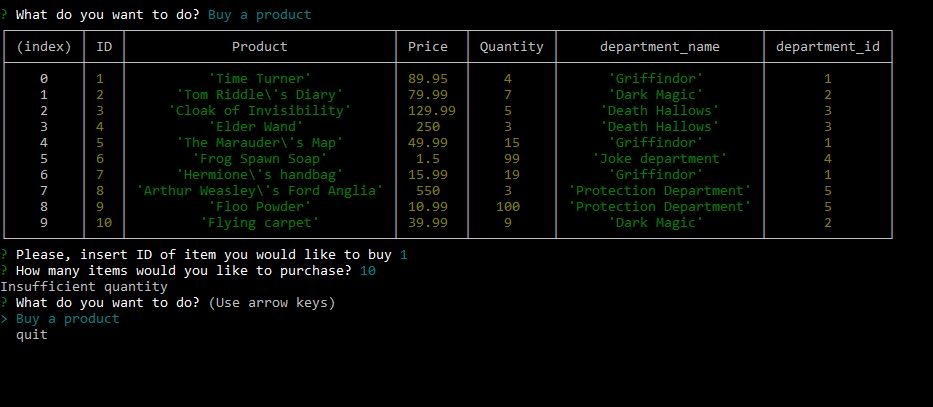 ? What do you want to do? Buy a product
(index) ID Product Price Quantity department_name department_id
0 1 'Time Turner' 89.95 4 'Griffindor' 1
1 2 'Tom Riddle\'s Diary' 79.99 7 'Dark Magic' 2
2 3 'Cloak of Invisibility' 129.99 5 'Death Hallows' 3
3 4 'Elder Wand' 250 3 'Death Hallows' 3
4 5 'The Marauder\'s Map' 49.99 15 'Griffindor' 1
5 6 'Frog Spawn Soap' 1.5 99 'Joke department' 4
6 7 'Hermione\'s handbag' 15.99 19 'Griffindor' 1
7 8 'Arthur Weasley\'s Ford Anglia' 550 3 'Protection Department' 5
8 9 'Floo Powder' 10.99 100 'Protection Department' 5
9 10 'Flying carpet' 39.99 9 'Dark Magic' 2
? Please, insert ID of item you would like to buy 1
? How many items would you like to purchase? 10
Insufficient quantity
? What do you want to do? (Use arrow keys)
> Buy a product
quit